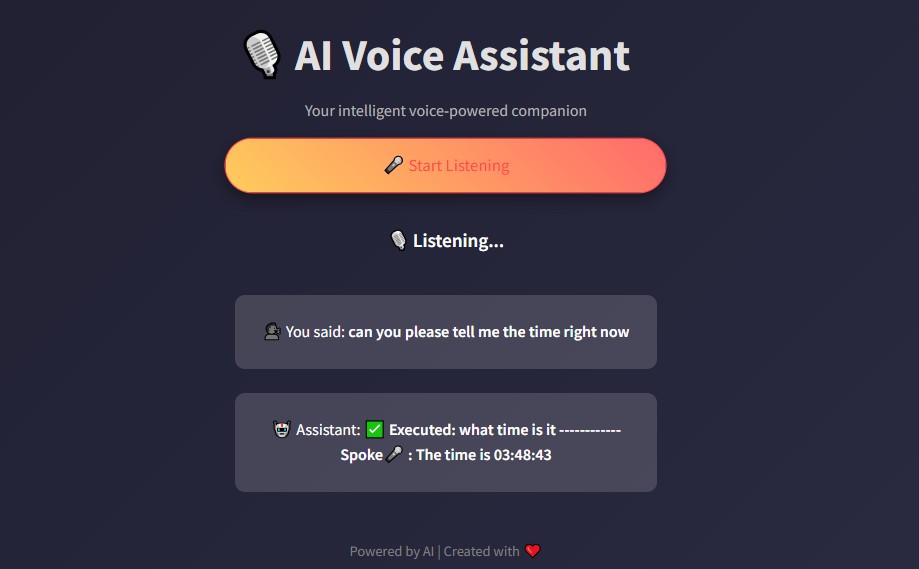 AI Voice Assistant
Your intelligent voice-powered companion
Start Listening
Listening...
You said: can you please tell me the time right now
Assistant: ✅ Executed: what time is it ------------
Spoke 🎤 : The time is 03:48:43
Powered by AI | Created with ❤️